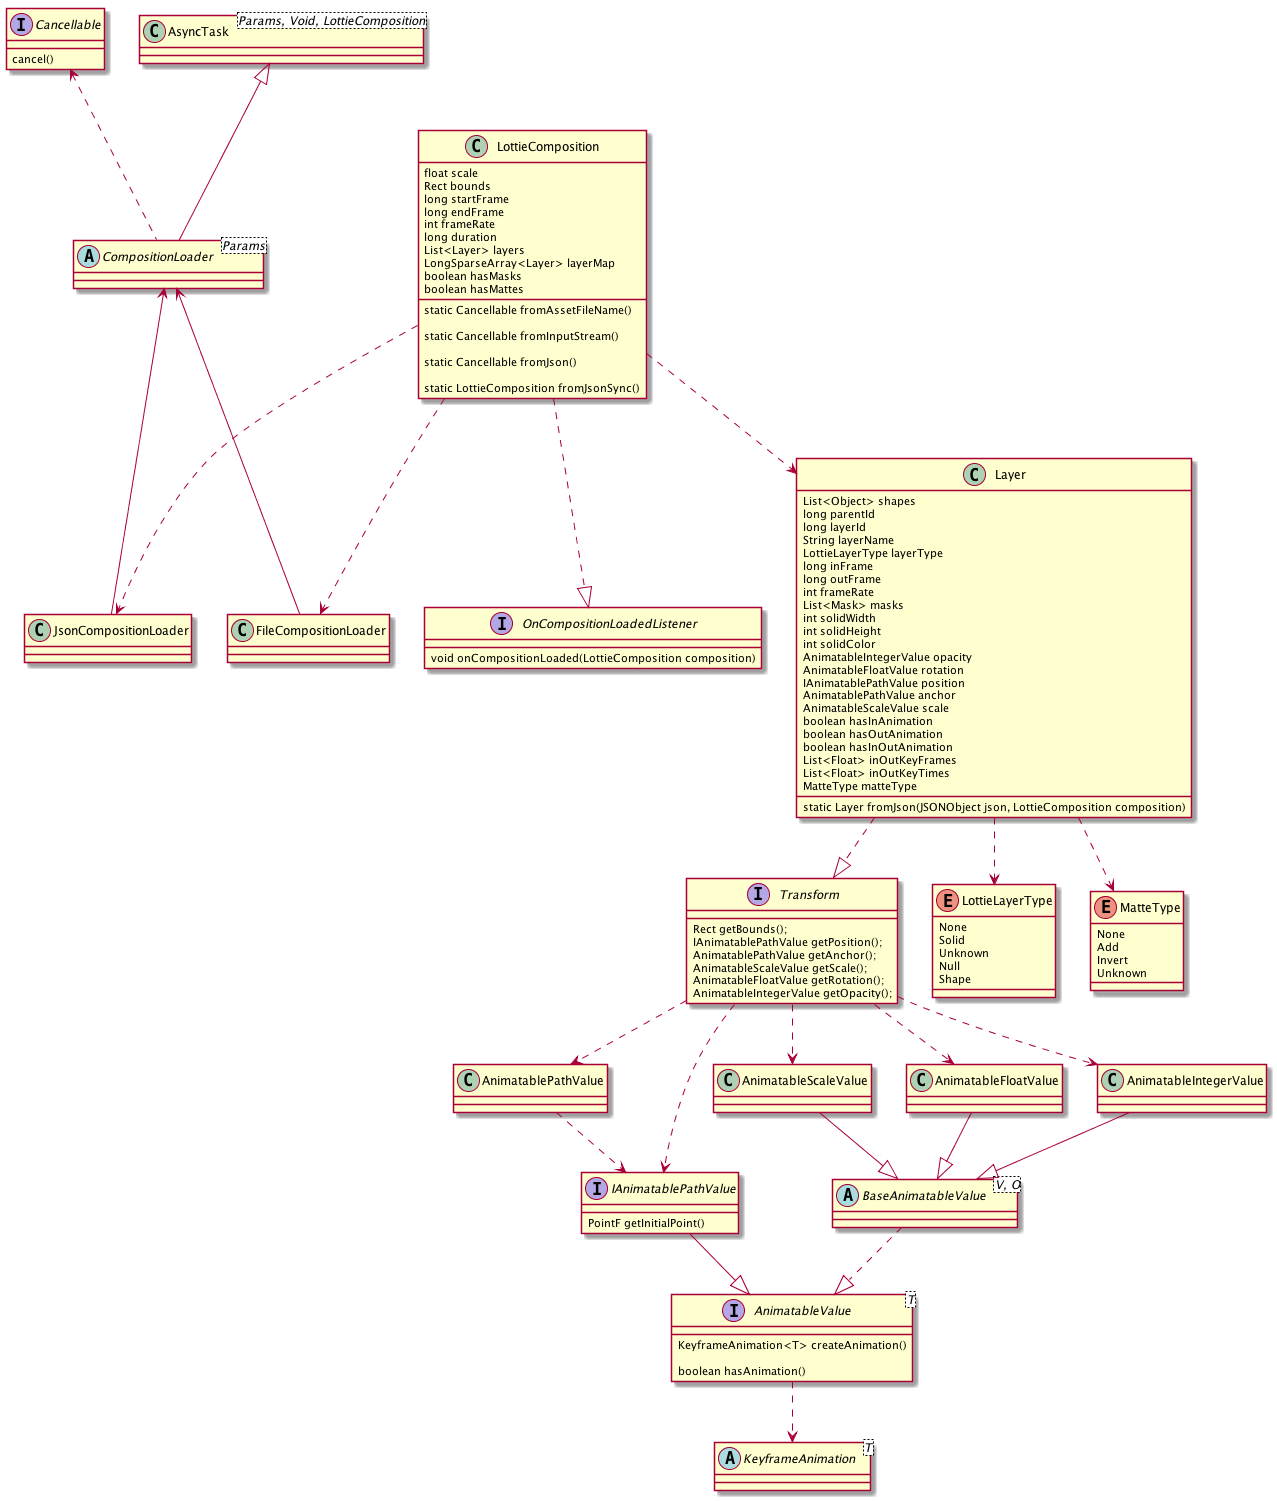 I Cancellable
cancel()
C AsyncTask
Params, Void, LottieComposition
C LottieComposition
float scale
Rect bounds
long startFrame
long endFrame
int frameRate
long duration
List<Layer> layers
LongSparseArray<Layer> layerMap
boolean hasMasks
boolean hasMattes
static Cancellable fromAssetFileName()
static Cancellable fromInputStream()
static Cancellable fromJson()
static LottieComposition fromJsonSync()
A CompositionLoader
Params
C JsonCompositionLoader
C FileCompositionLoader
I OnCompositionLoadedListener
void onCompositionLoaded(LottieComposition composition)
C Layer
List<Object> shapes
long parentId
long layerId
String layerName
LottieLayerType layerType
long inFrame
long outFrame
int frameRate
List<Mask> masks
int solidWidth
int solidHeight
int solidColor
AnimatableIntegerValue opacity
AnimatableFloatValue rotation
IAnimatablePathValue position
AnimatablePathValue anchor
AnimatableScaleValue scale
boolean hasInAnimation
boolean hasOutAnimation
boolean hasInOutAnimation
List<Float> inOutKeyFrames
List<Float> inOutKeyTimes
MatteType matteType
static Layer fromJson(JSONObject json, LottieComposition composition)
I Transform
Rect getBounds();
IAnimatablePathValue getPosition();
AnimatablePathValue getAnchor();
AnimatableScaleValue getScale();
AnimatableFloatValue getRotation();
AnimatableIntegerValue getOpacity();
E LottieLayerType
None
Solid
Unknown
Null
Shape
E MatteType
None
Add
Invert
Unknown
C AnimatablePathValue
C AnimatableScaleValue
C AnimatableFloatValue
C AnimatableIntegerValue
I IAnimatablePathValue
PointF getInitialPoint()
A BaseAnimatableValue
V, O
I AnimatableValue
T
KeyframeAnimation<T> createAnimation()
boolean hasAnimation()
A KeyframeAnimation
T